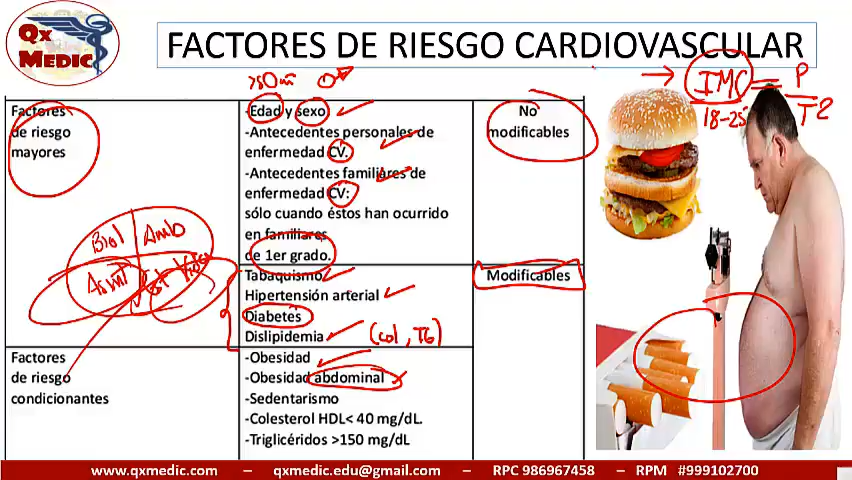 Qx
MEDIC
FACTORES DE RIESGO CARDIOVASCULAR
IMC = P
T2
18-25
Factores
de riesgo
mayores
-Edad y sexo
-Antecedentes personales de
enfermedad CV.
-Antecedentes familiares de
enfermedad CV:
sólo cuando éstos han ocurrido
en familiares
de 1er grado.
No
modificables
Biol
Amb
Tabaquismo
Hipertensión arterial
Diabetes
Dislipidemia
(col, TG)
Modificables
Factores
de riesgo
condicionantes
-Obesidad
-Obesidad abdominal
-Sedentarismo
-Colesterol HDL< 40 mg/dL.
-Triglicéridos >150 mg/dL
www.qxmedic.com – qxmedic.edu@gmail.com – RPC 986967458 – RPM #999102700